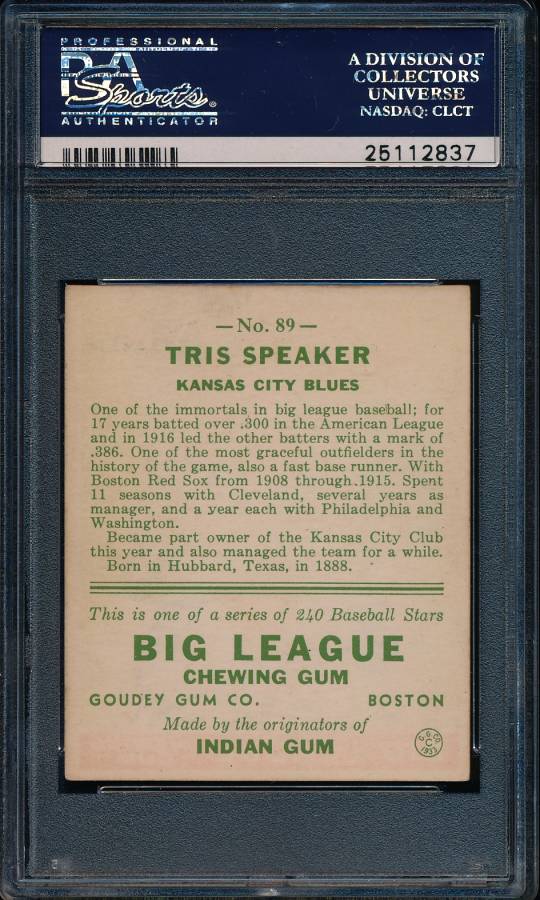 PROFESSIONAL
PSA
Sports®
AUTHENTICATOR
A DIVISION OF
COLLECTORS
UNIVERSE
NASDAQ: CLCT
25112837
—No. 89—
TRIS SPEAKER
KANSAS CITY BLUES
One of the immortals in big league baseball; for
17 years batted over .300 in the American League
and in 1916 led the other batters with a mark of
.386. One of the most graceful outfielders in the
history of the game, also a fast base runner. With
Boston Red Sox from 1908 through.1915. Spent
11 seasons with Cleveland, several years as
manager, and a year each with Philadelphia and
Washington.
Became part owner of the Kansas City Club
this year and also managed the team for a while.
Born in Hubbard, Texas, in 1888.
This is one of a series of 240 Baseball Stars
BIG LEAGUE
CHEWING GUM
GOUDEY GUM CO. BOSTON
Made by the originators of
INDIAN GUM
G. G. CO.
C
1933